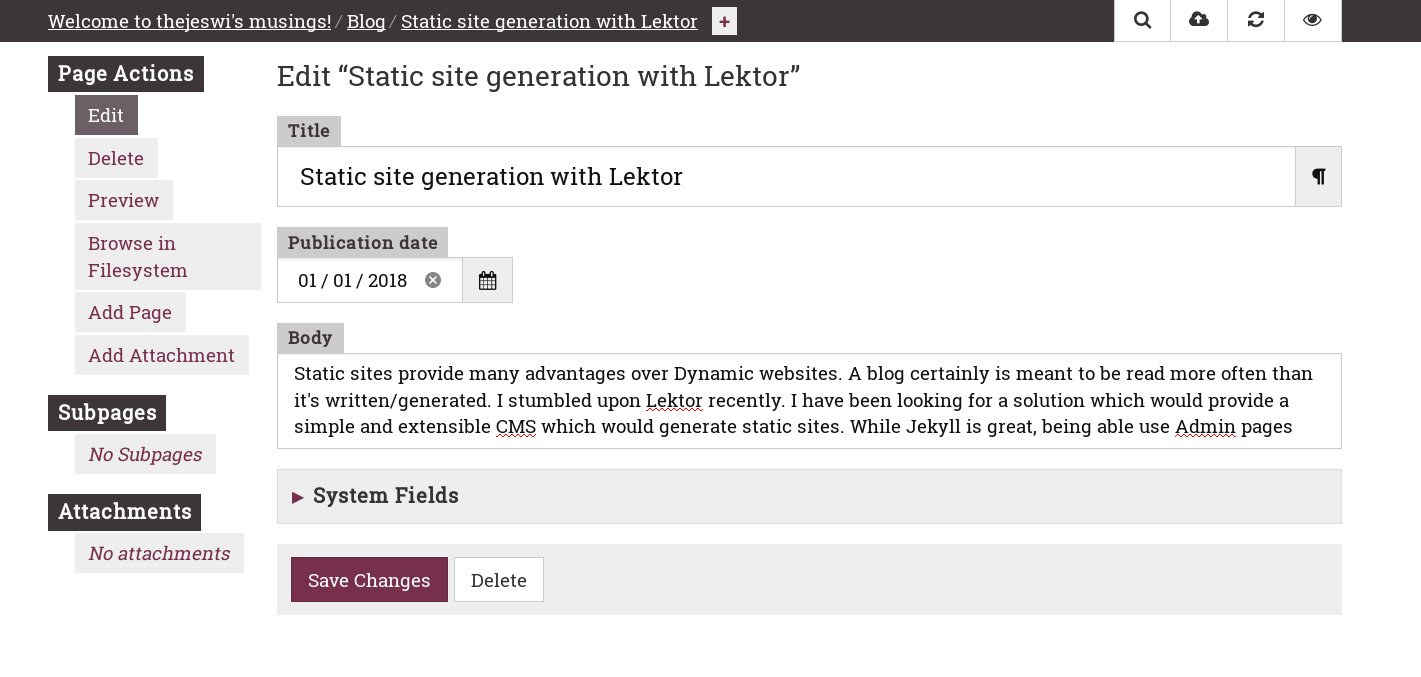 Welcome to thejeswi's musings! / Blog / Static site generation with Lektor +
Page Actions
Edit
Delete
Preview
Browse in
Filesystem
Add Page
Add Attachment
Subpages
No Subpages
Attachments
No attachments
Edit “Static site generation with Lektor”
Title
Static site generation with Lektor ¶
Publication date
01 / 01 / 2018
Body
Static sites provide many advantages over Dynamic websites. A blog certainly is meant to be read more often than
it's written/generated. I stumbled upon Lektor recently. I have been looking for a solution which would provide a
simple and extensible CMS which would generate static sites. While Jekyll is great, being able use Admin pages
System Fields
Save Changes Delete